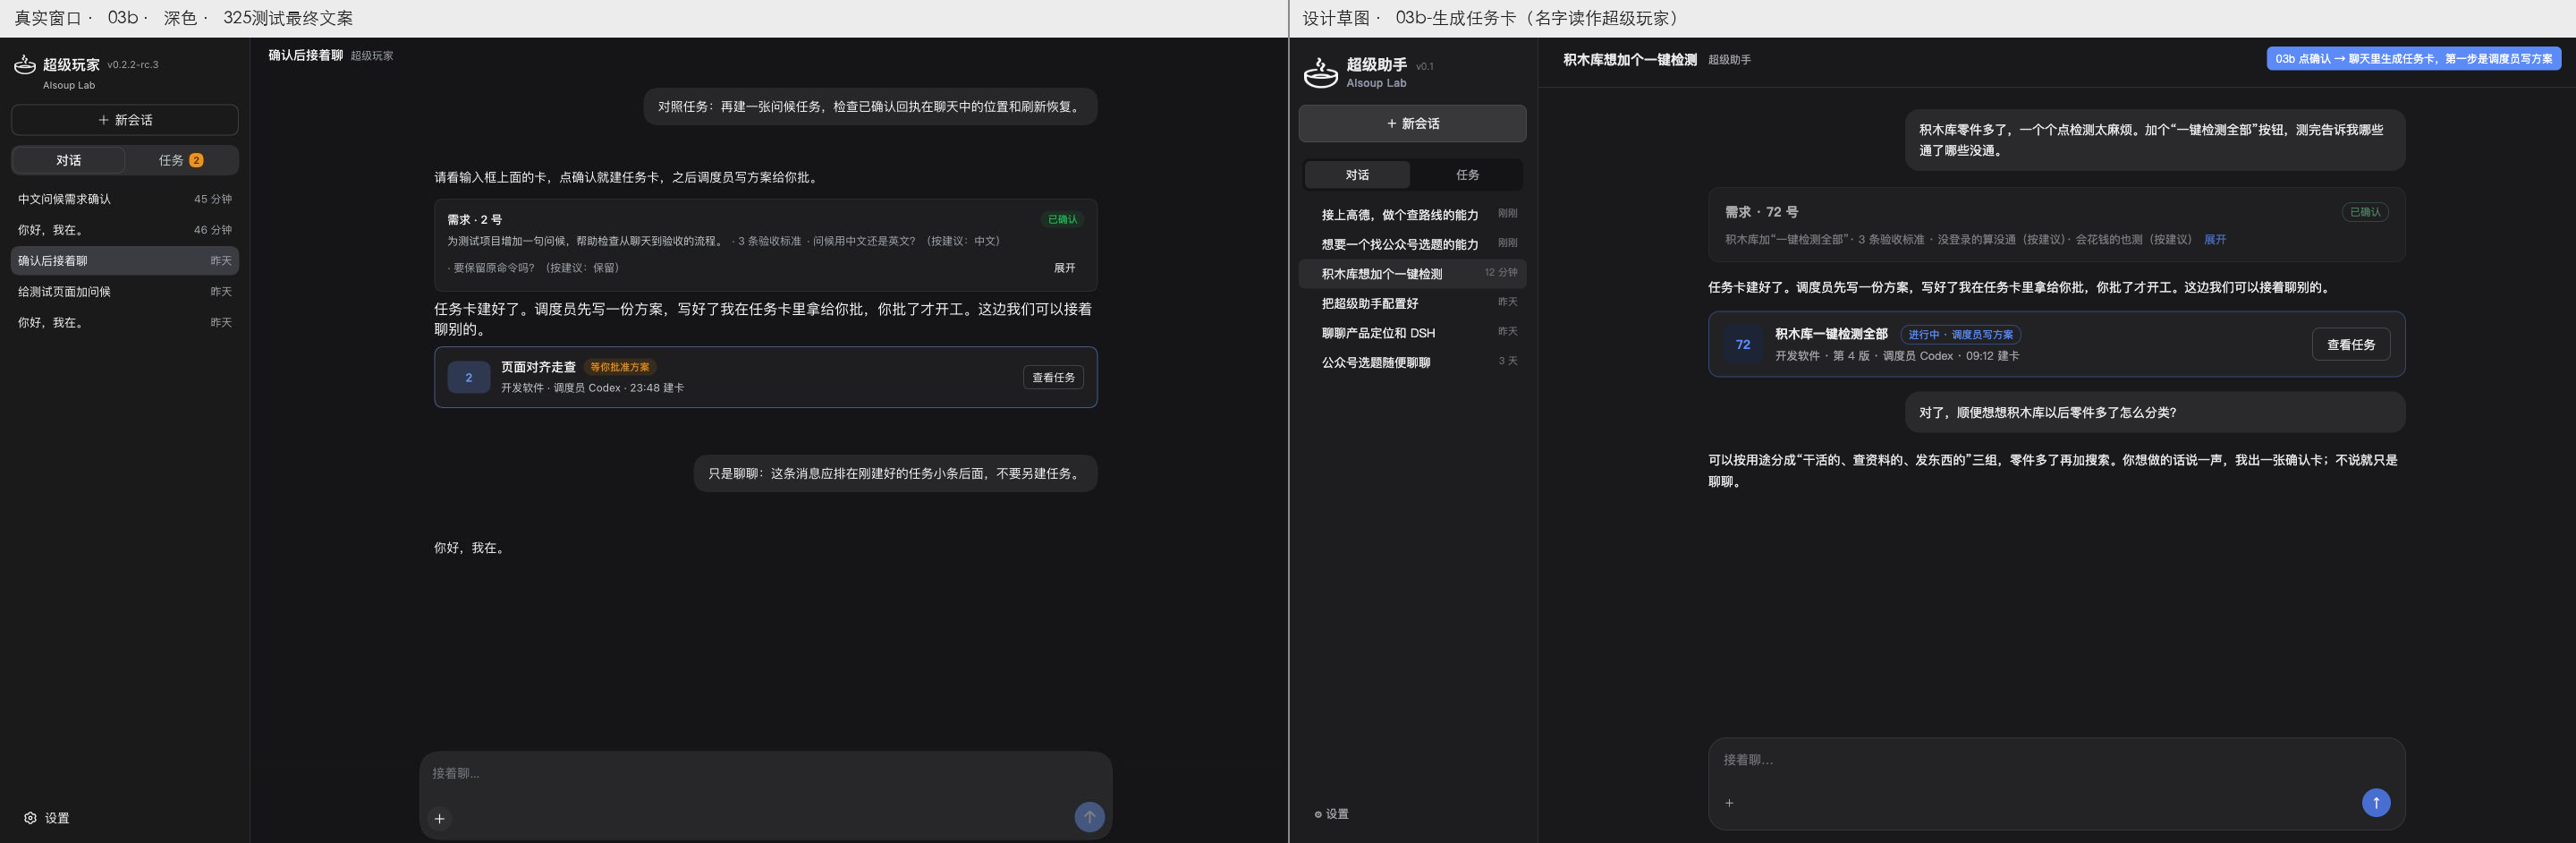 真实窗口 · 03b · 深色 · 325测试最终文案
超级玩家 v0.2.2-rc.3
AIsoup Lab
+ 新会话
对话 任务 2
中文问候需求确认 45 分钟
你好，我在。 46 分钟
确认后接着聊 昨天
给测试页面加问候 昨天
你好，我在。 昨天
设置
确认后接着聊 超级玩家
对照任务：再建一张问候任务，检查已确认回执在聊天中的位置和刷新恢复。
请看输入框上面的卡，点确认就建任务卡，之后调度员写方案给你批。
需求 · 2 号 已确认
为测试项目增加一句问候，帮助检查从聊天到验收的流程。 · 3 条验收标准 · 问候用中文还是英文？（按建议：中文）
· 要保留原命令吗？（按建议：保留） 展开
任务卡建好了。调度员先写一份方案，写好了我在任务卡里拿给你批，你批了才开工。这边我们可以接着
聊别的。
2 页面对齐走查 等你批准方案
开发软件 · 调度员 Codex · 23:48 建卡 查看任务
只是聊聊：这条消息应排在刚建好的任务小条后面，不要另建任务。
你好，我在。
接着聊...
+
设计草图 · 03b-生成任务卡（名字读作超级玩家）
超级助手 v0.1
AIsoup Lab
+ 新会话
对话 任务
接上高德，做个查路线的能力 刚刚
想要一个找公众号选题的能力 刚刚
积木库想加个一键检测 12 分钟
把超级助手配置好 昨天
聊聊产品定位和 DSH 昨天
公众号选题随便聊聊 3 天
设置
积木库想加个一键检测 超级助手
03b 点确认 → 聊天里生成任务卡，第一步是调度员写方案
积木库零件多了，一个个点检测太麻烦。加个“一键检测全部”按钮，测完告诉我哪些
通了哪些没通。
需求 · 72 号 已确认
积木库加“一键检测全部” · 3 条验收标准 · 没登录的算没通（按建议）· 会花钱的也测（按建议） 展开
任务卡建好了。调度员先写一份方案，写好了我在任务卡里拿给你批，你批了才开工。这边我们可以接着聊别的。
72 积木库一键检测全部 进行中 · 调度员写方案
开发软件 · 第 4 版 · 调度员 Codex · 09:12 建卡 查看任务
对了，顺便想想积木库以后零件多了怎么分类？
可以按用途分成“干活的、查资料的、发东西的”三组，零件多了再加搜索。你想做的话说一声，我出一张确认卡；不说就只是
聊聊。
接着聊…
+